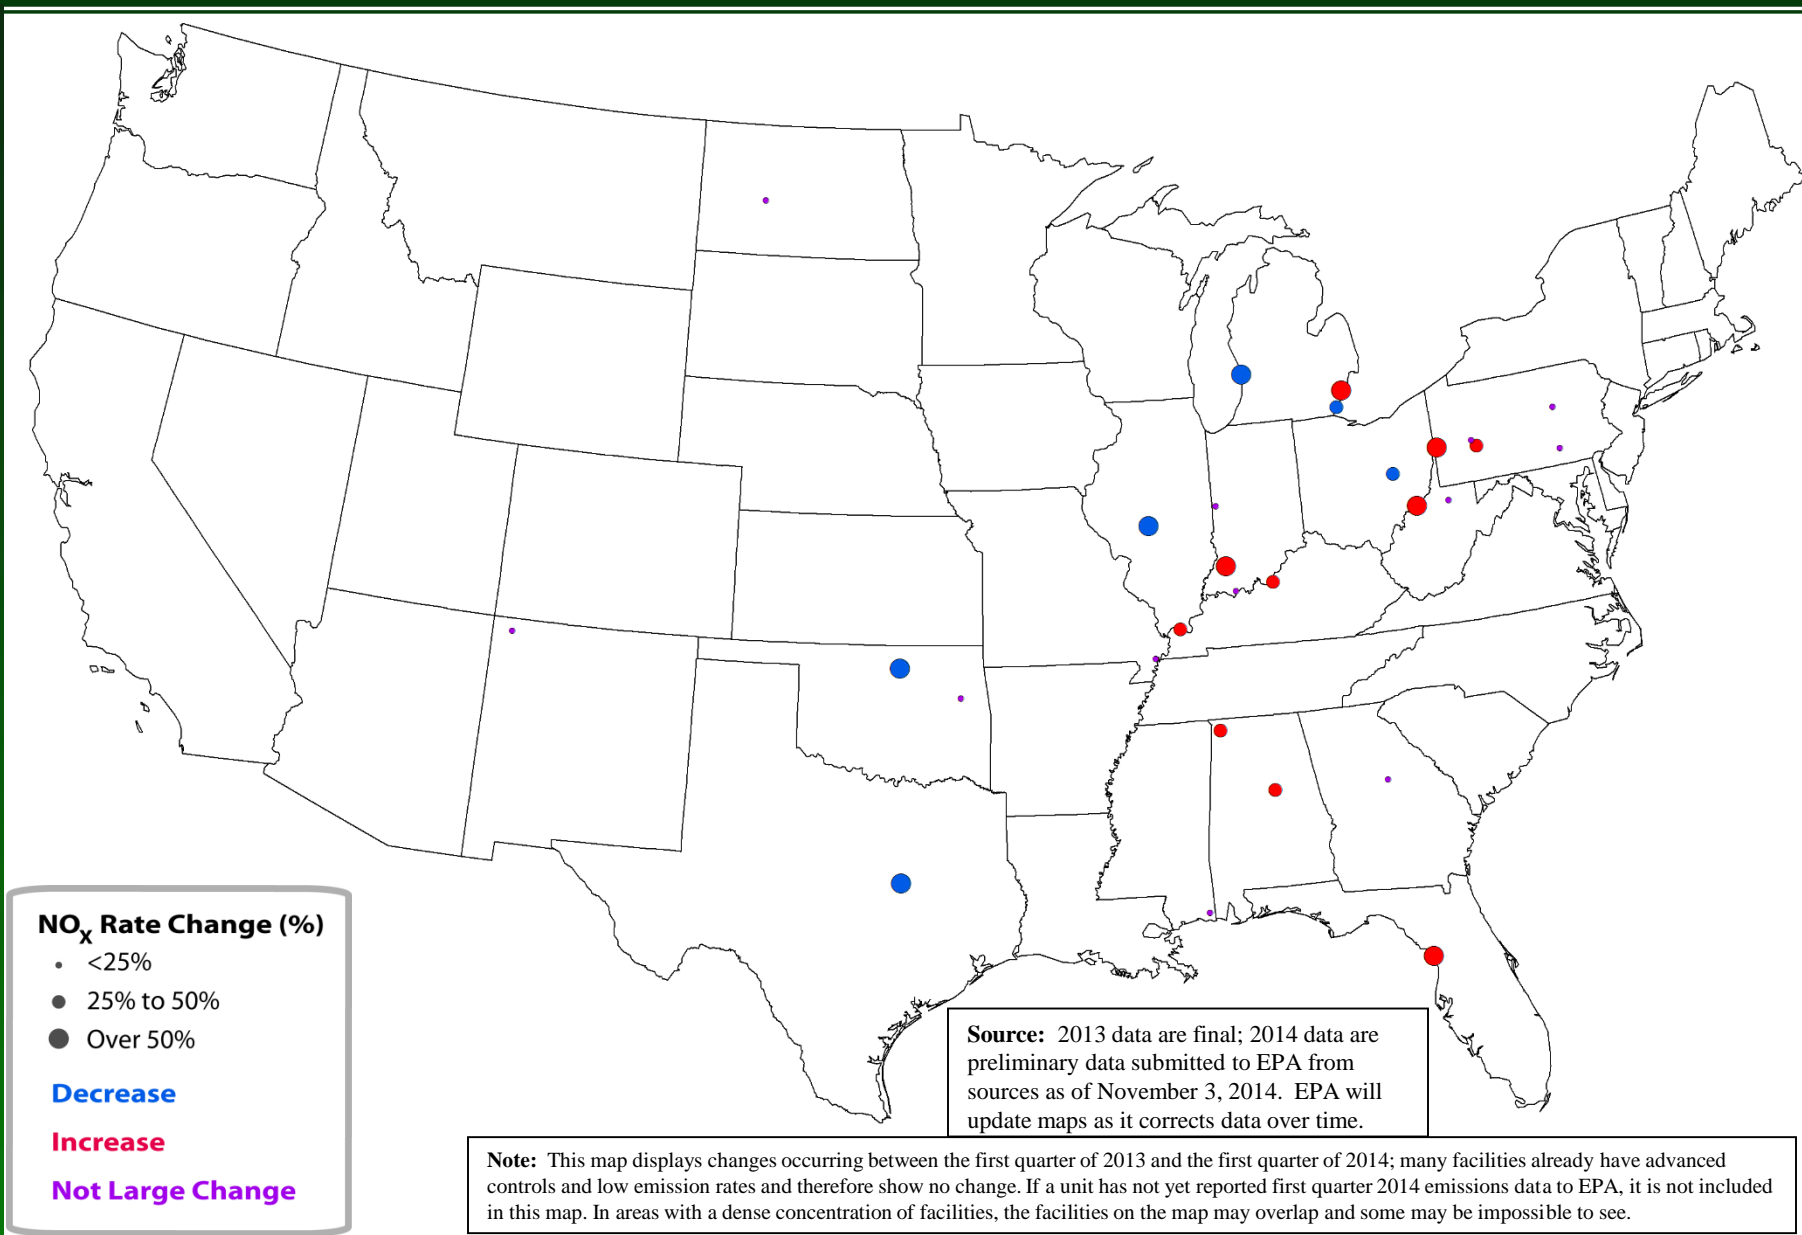 NOX Rate Change (%)
<25%
25% to 50%
Over 50%
Decrease
Increase
Not Large Change
Source: 2013 data are final; 2014 data are
preliminary data submitted to EPA from
sources as of November 3, 2014. EPA will
update maps as it corrects data over time.
Note: This map displays changes occurring between the first quarter of 2013 and the first quarter of 2014; many facilities already have advanced
controls and low emission rates and therefore show no change. If a unit has not yet reported first quarter 2014 emissions data to EPA, it is not included
in this map. In areas with a dense concentration of facilities, the facilities on the map may overlap and some may be impossible to see.